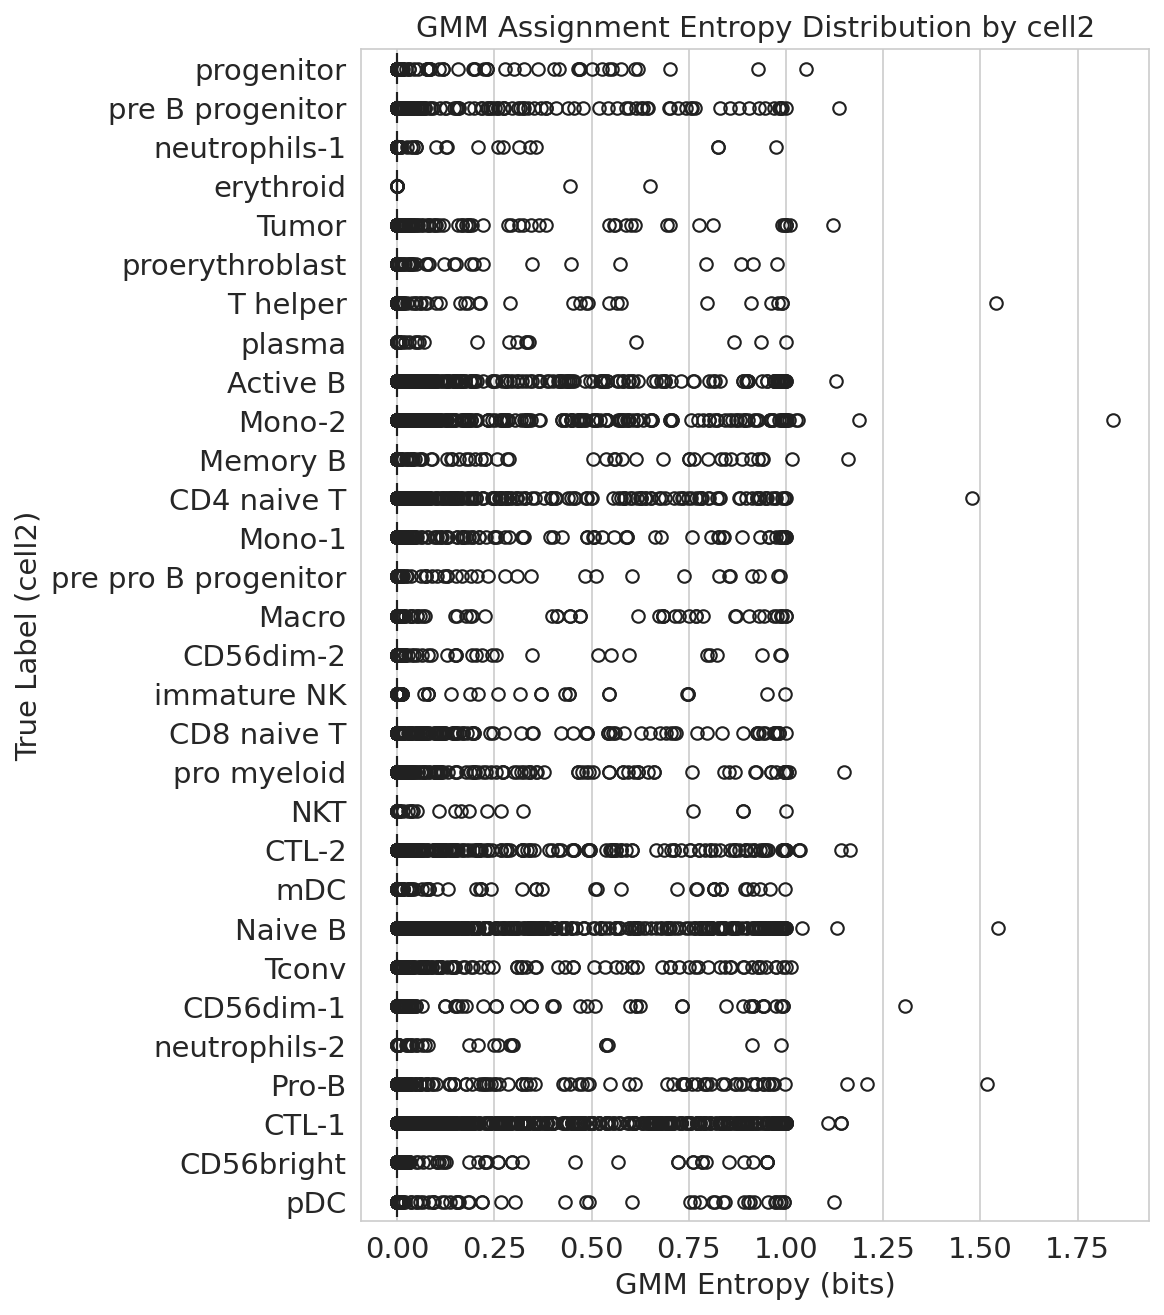 GMM Assignment Entropy Distribution by cell2
progenitor
pre B progenitor
neutrophils-1
erythroid
Tumor
proerythroblast
T helper
plasma
Active B
Mono-2
Memory B
CD4 naive T
Mono-1
pre pro B progenitor
Macro
CD56dim-2
immature NK
CD8 naive T
pro myeloid
NKT
CTL-2
mDC
Naive B
Tconv
CD56dim-1
neutrophils-2
Pro-B
CTL-1
CD56bright
pDC
True Label (cell2)
0.00 0.25 0.50 0.75 1.00 1.25 1.50 1.75
GMM Entropy (bits)